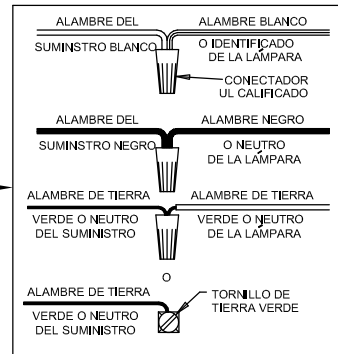 ALAMBRE DEL ALAMBRE BLANCO
SUMINSTRO BLANCO O IDENTIFICADO
DE LA LÁMPARA
CONECTADOR
UL CALIFICADO
ALAMBRE DEL ALAMBRE NEGRO
SUMINSTRO NEGRO O NEUTRO
DE LA LÁMPARA
ALAMBRE DE TIERRA ALAMBRE DE TIERRA
VERDE O NEUTRO VERDE O NEUTRO
DEL SUMINISTRO DE LA LÁMPARA
O
ALAMBRE DE TIERRA TORNILLO DE
TIERRA VERDE
VERDE O NEUTRO
DEL SUMINISTRO